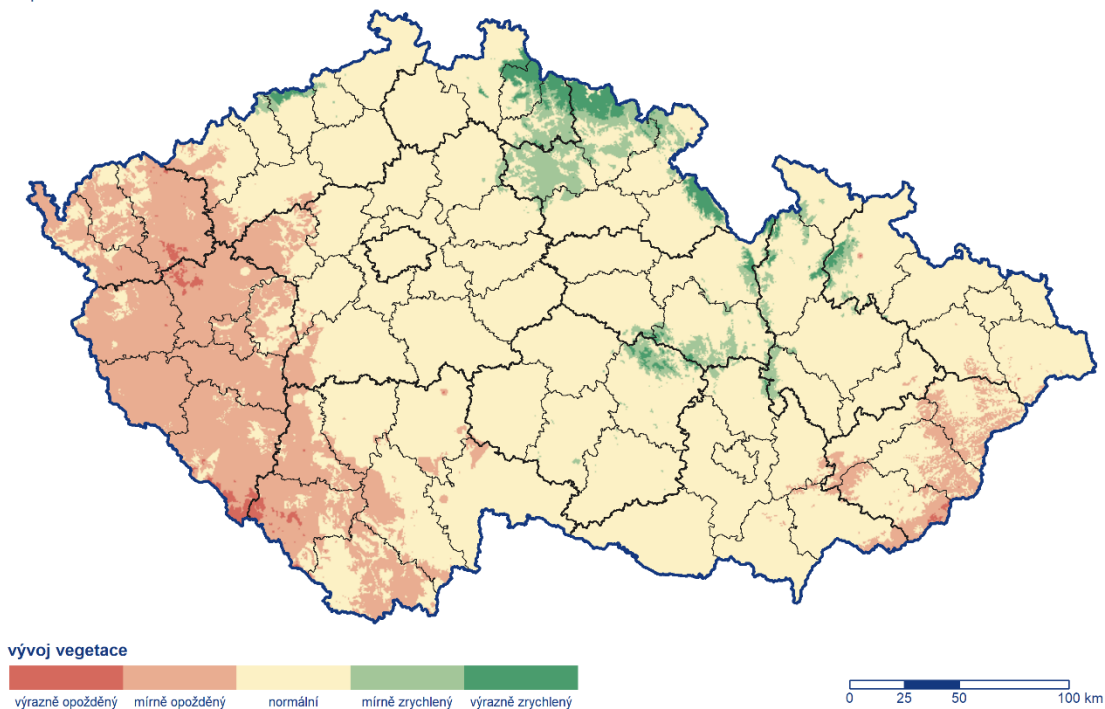 vývoj vegetace
výrazně opožděný mírně opožděný normální mírně zrychlený výrazně zrychlený
0 25 50 100 km